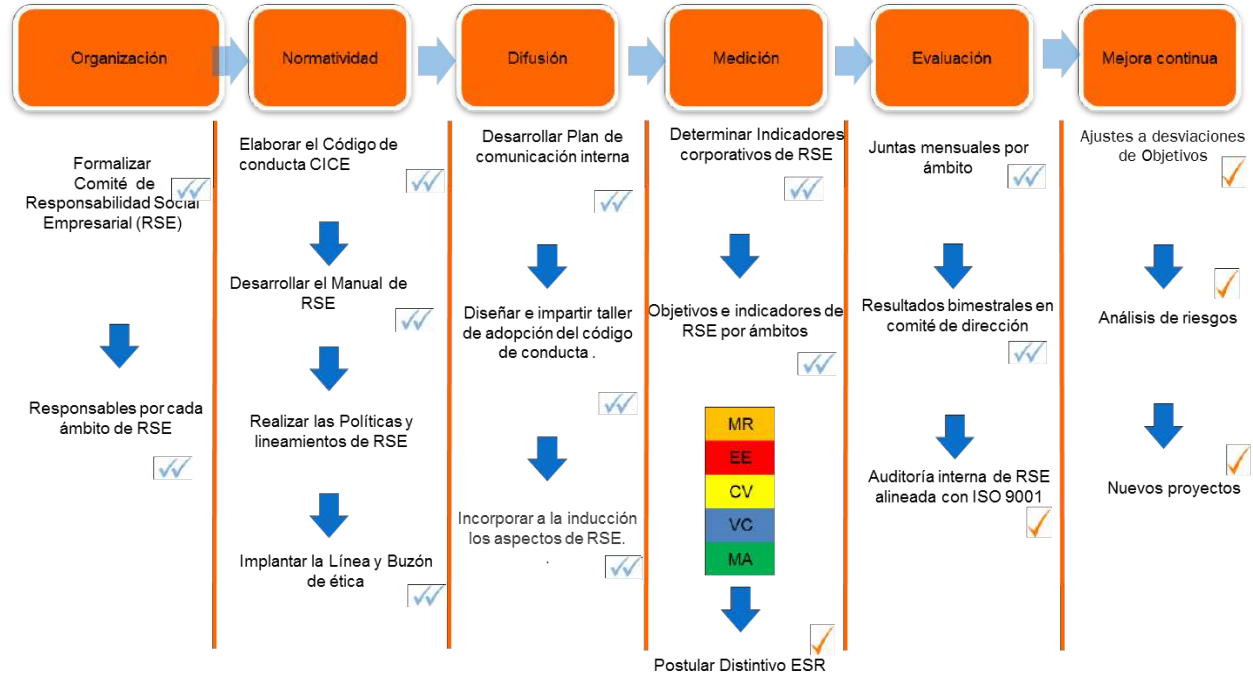 Organización
Normatividad
Difusión
Medición
Evaluación
Mejora continua
Formalizar
Comité de
Responsabilidad Social
Empresarial (RSE)
Responsables por cada
ámbito de RSE
Elaborar el Código de
conducta CICE
Desarrollar el Manual de
RSE
Realizar las Políticas y
lineamientos de RSE
Implantar la Línea y Buzón
de ética
Desarrollar Plan de
comunicación interna
Diseñar e impartir taller
de adopción del código
de conducta .
Incorporar a la inducción
los aspectos de RSE.
.
Determinar Indicadores
corporativos de RSE
Objetivos e indicadores de
RSE por ámbitos
MR
EE
CV
VC
MA
Postular Distintivo ESR
Juntas mensuales por
ámbito
Resultados bimestrales en
comité de dirección
Auditoría interna de RSE
alineada con ISO 9001
Ajustes a desviaciones
de Objetivos
Análisis de riesgos
Nuevos proyectos